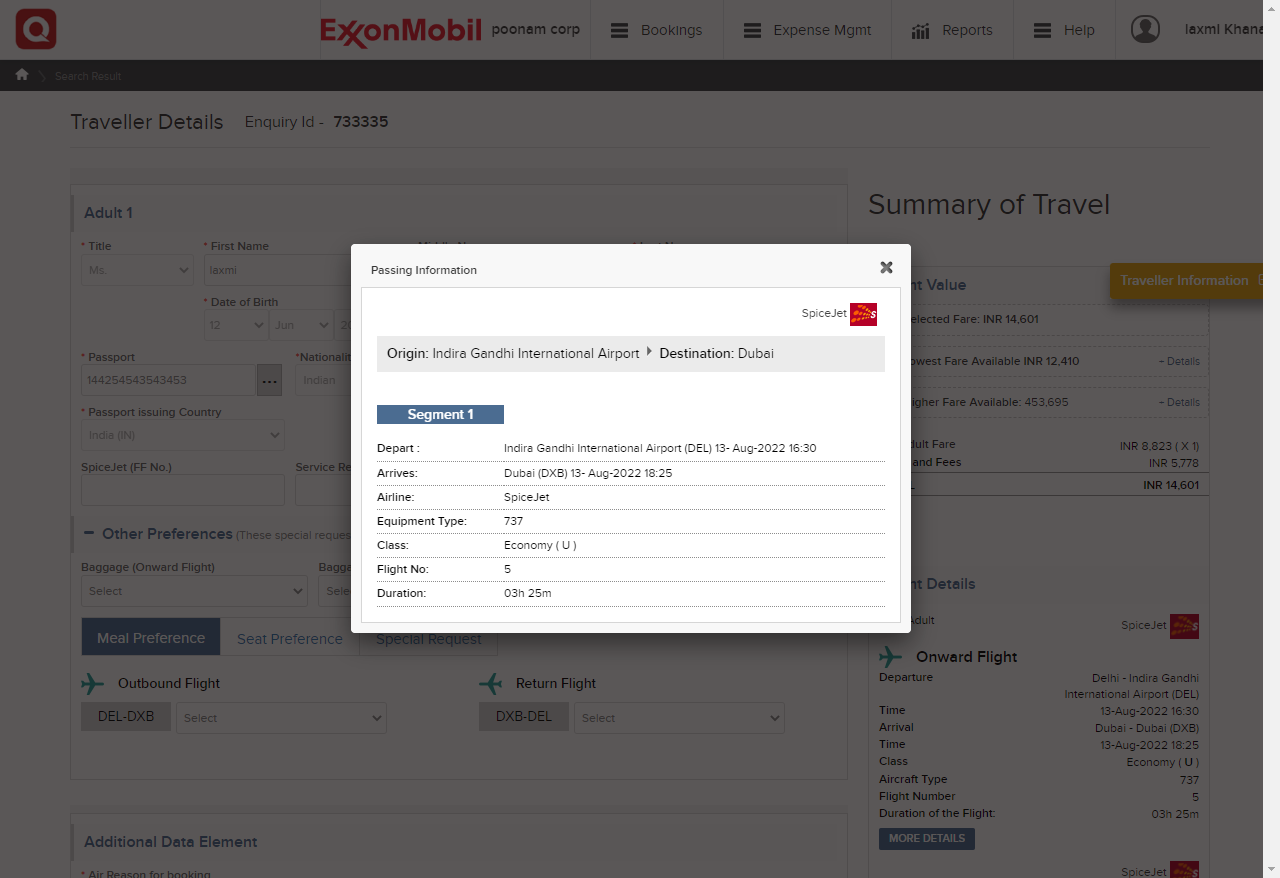 ExxonMobil poonam corp Bookings Expense Mgmt Reports Help laxml Khana
Search Result
Traveller Details Enquiry Id - 733335
Adult 1
* Title * First Name
Ms. laxmi
* Date of Birth
12 Jun 20
* Passport *Nationalit
144254543543453 ... Indian
* Passport issuing Country
India (IN)
SpiceJet (FF No.) Service Re
Other Preferences (These special reques
Baggage (Onward Flight) Bagga
Select Sele
Meal Preference Seat Preference Special Request
Outbound Flight Return Flight
DEL-DXB Select DXB-DEL Select
Additional Data Element
* Air Reason for booking
Passing Information
SpiceJet
Origin: Indira Gandhi International Airport Destination: Dubai
Segment 1
Depart : Indira Gandhi International Airport (DEL) 13- Aug-2022 16:30
Arrives: Dubai (DXB) 13- Aug-2022 18:25
Airline: SpiceJet
Equipment Type: 737
Class: Economy ( U )
Flight No: 5
Duration: 03h 25m
Summary of Travel
nt Value
Traveller Information
elected Fare: INR 14,601
owest Fare Available INR 12,410 – Details
igher Fare Available: 453,695 – Details
dult Fare INR 8,823 ( X 1)
and Fees INR 5,778
INR 14,601
nt Details
Adult SpiceJet
Onward Flight
Departure Delhi - Indira Gandhi
International Airport (DEL)
Time 13-Aug-2022 16:30
Arrival Dubai - Dubai (DXB)
Time 13-Aug-2022 18:25
Class Economy ( U )
Aircraft Type 737
Flight Number 5
Duration of the Flight: 03h 25m
MORE DETAILS
SpiceJet